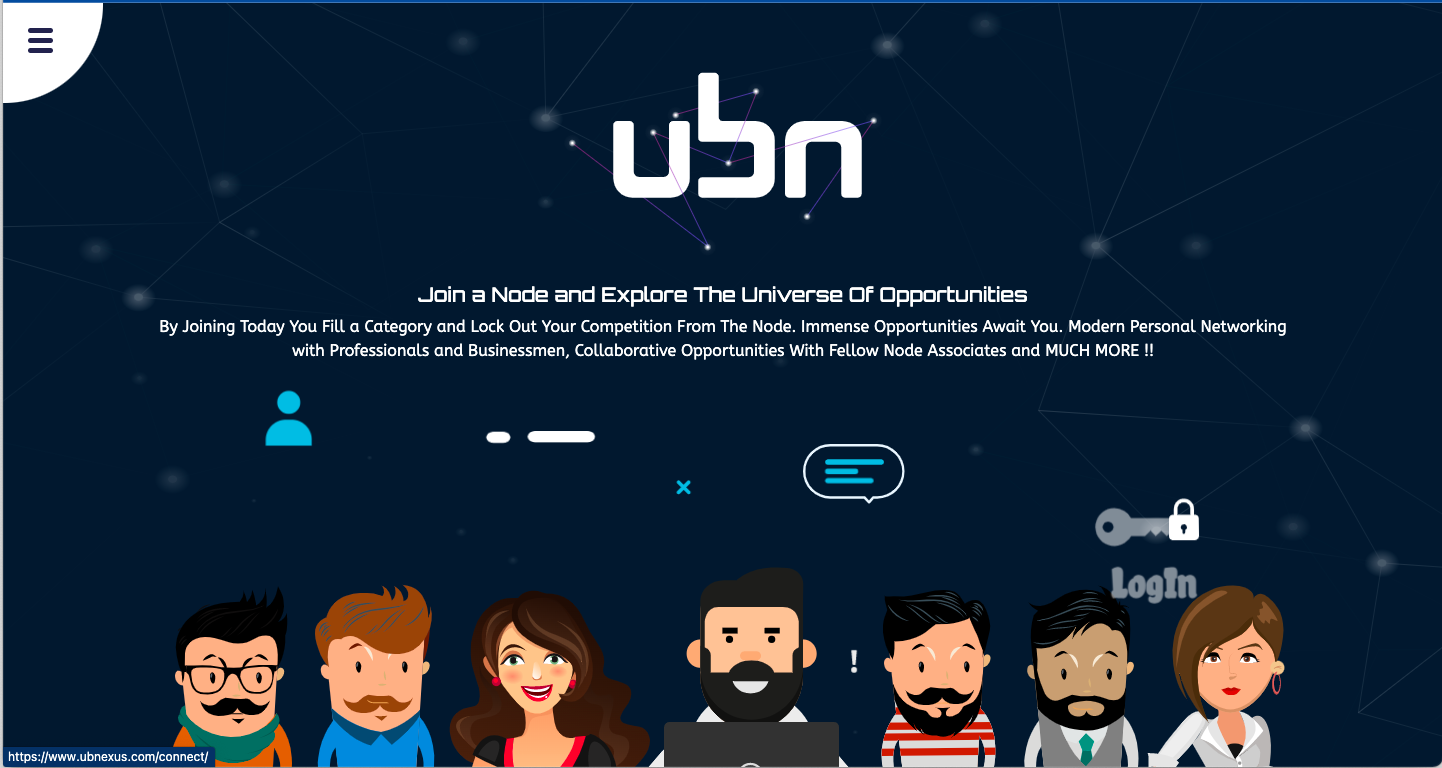 ubn
Join a Node and Explore The Universe Of Opportunities
By Joining Today You Fill a Category and Lock Out Your Competition From The Node. Immense Opportunities Await You. Modern Personal Networking
with Professionals and Businessmen, Collaborative Opportunities With Fellow Node Associates and MUCH MORE !!
LogIn
!
https://www.ubnexus.com/connect/